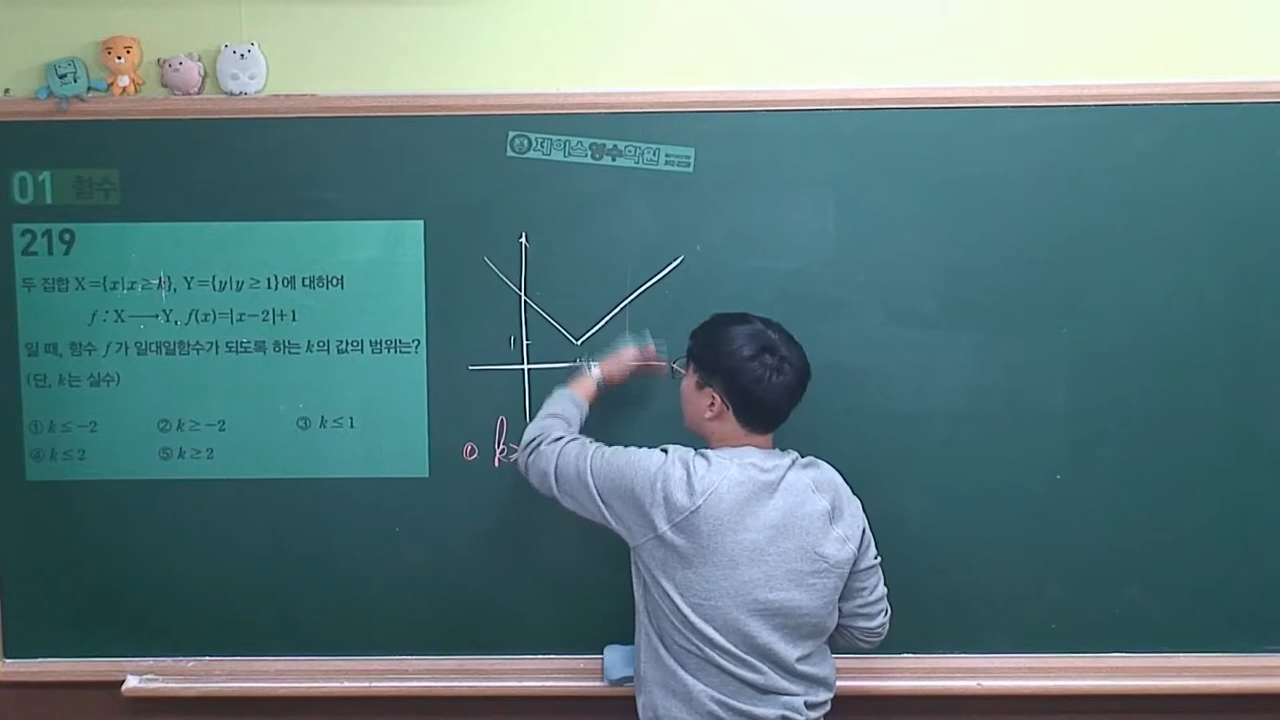 제이스영수학원
01 함수
219
두 집합 X={x|x≥k}, Y={y|y≥1}에 대하여
f : X⟶Y, f(x)=|x−2|+1
일 때, 함수 f가 일대일함수가 되도록 하는 k의 값의 범위는?
(단, k는 실수)
① k≤−2 ② k≥−2 ③ k≤1
④ k≤2 ⑤ k≥2
1
① k≥